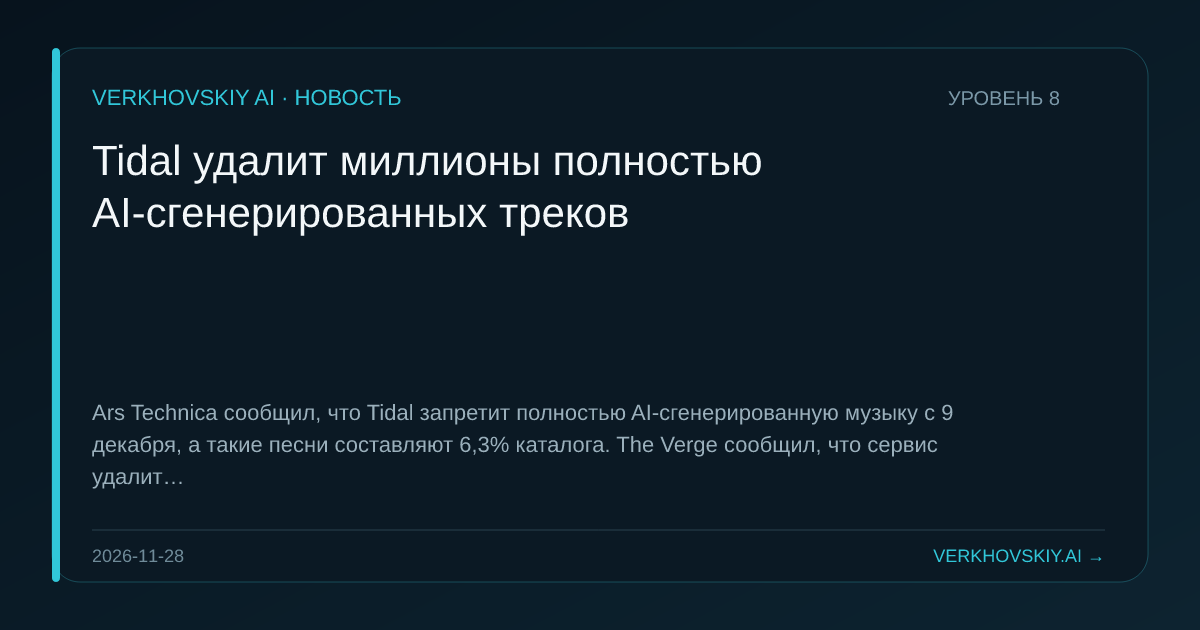 VERKHOVSKIY AI · НОВОСТЬ
УРОВЕНЬ 8
Tidal удалит миллионы полностью
AI-сгенерированных треков
Ars Technica сообщил, что Tidal запретит полностью AI-сгенерированную музыку с 9
декабря, а такие песни составляют 6,3% каталога. The Verge сообщил, что сервис
удалит…
2026-11-28
VERKHOVSKIY.AI →